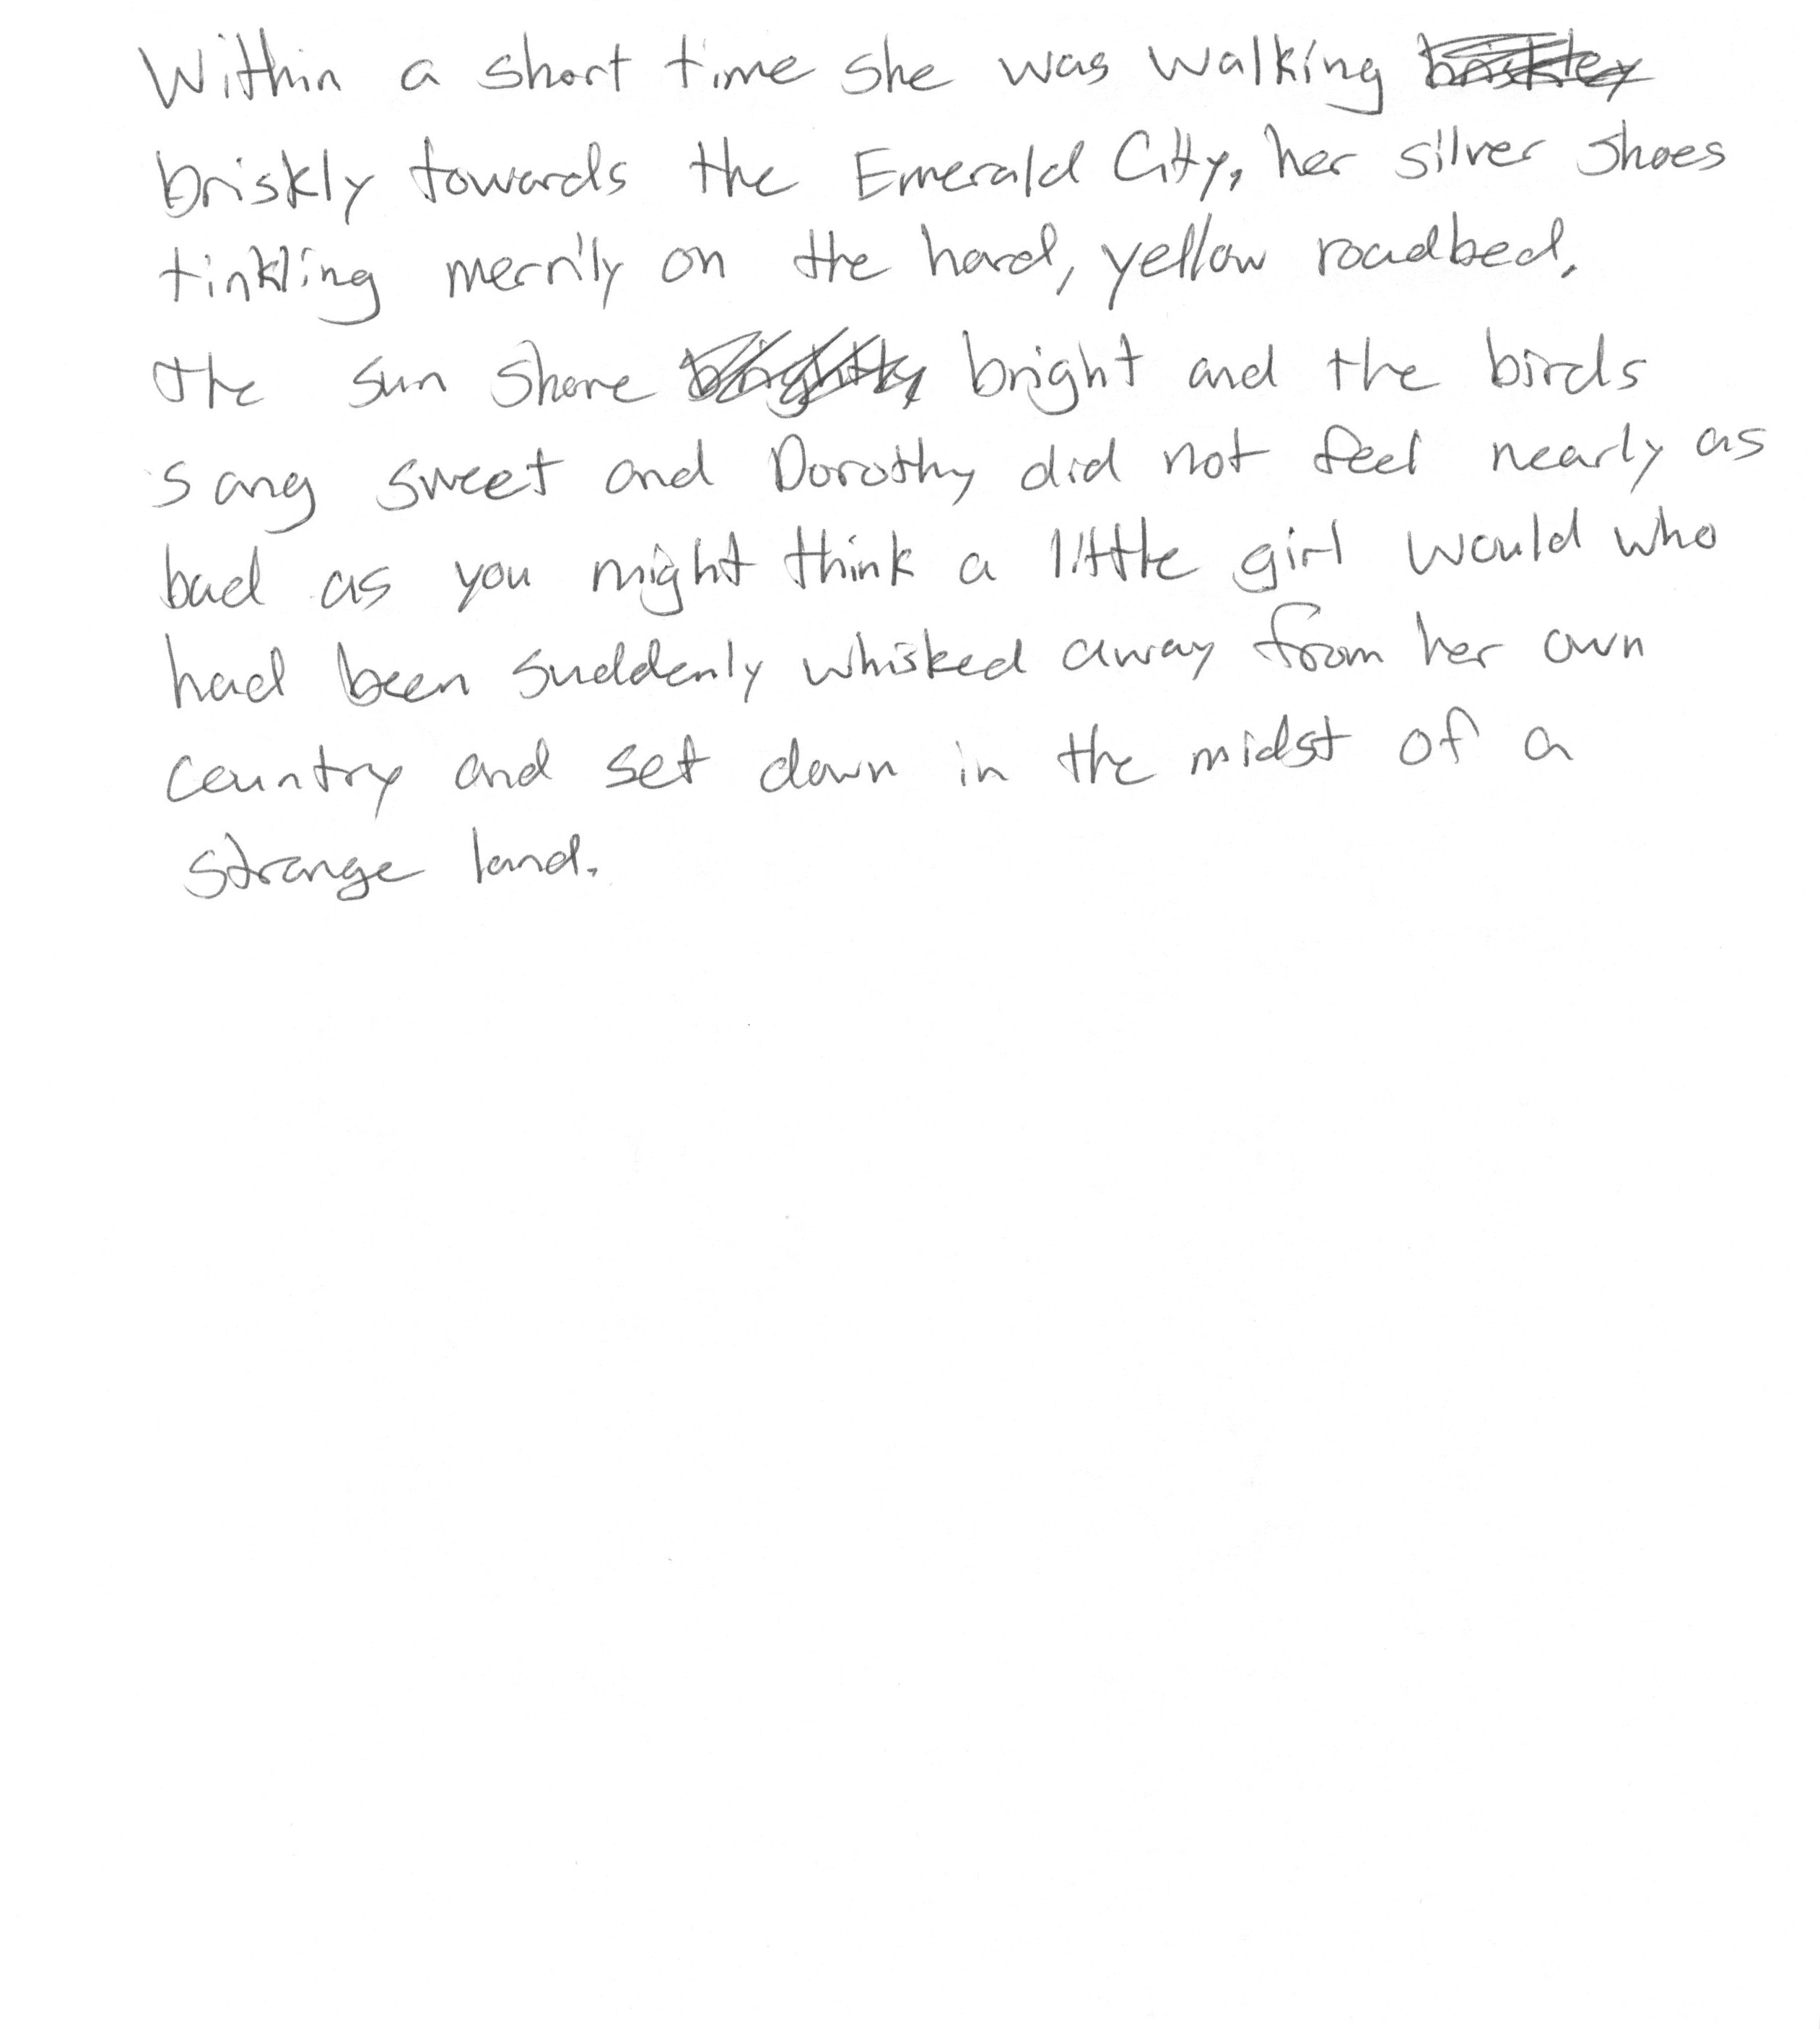 Within a short time she was walking
briskly towards the Emerald City, her silver shoes
tinkling merrily on the hard, yellow roadbed.
the sun shone bright and the birds
sang sweet and Dorothy did not feel nearly as
bad as you might think a little girl would who
had been suddenly whisked away from her own
country and set down in the midst of a
strange land.